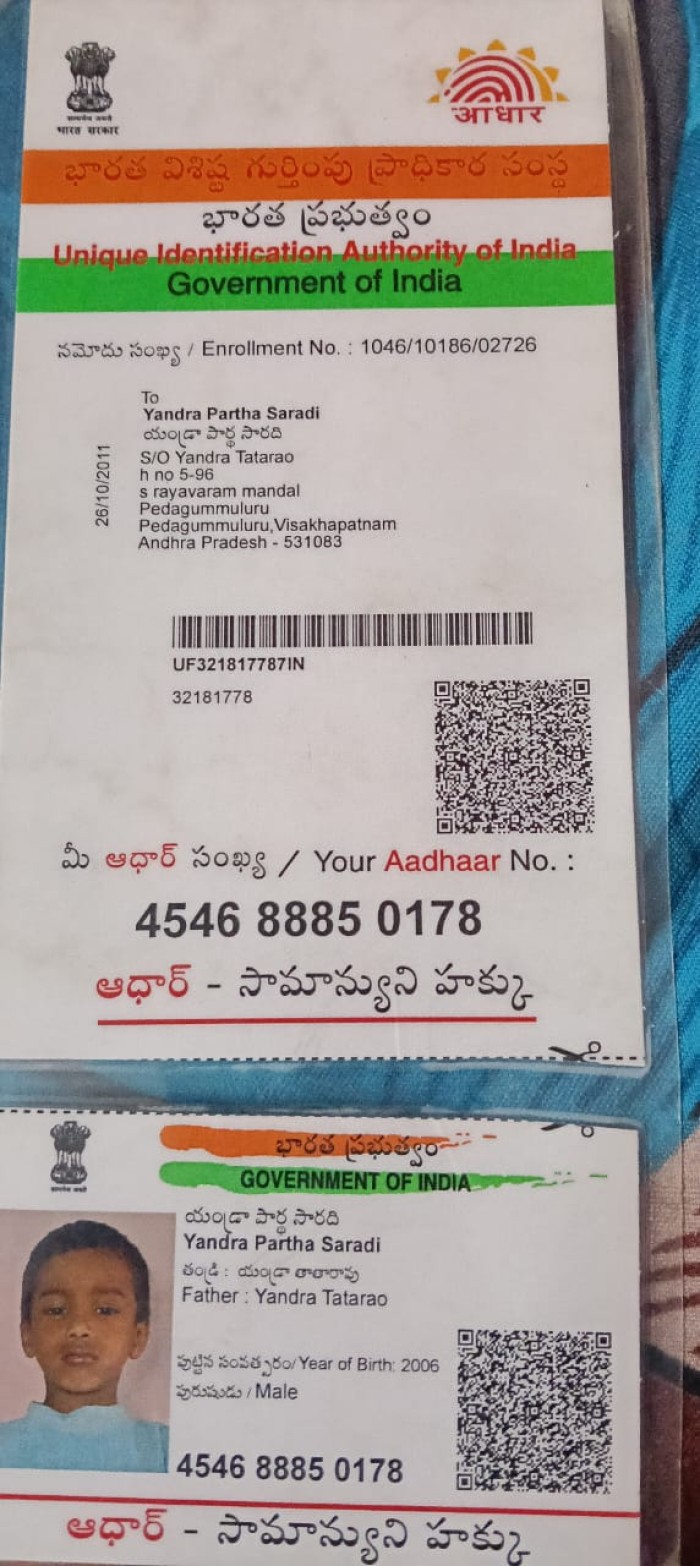 भारत सरकार
आधार
భారత విశిష్ట గుర్తింపు ప్రాధికార సంస్థ
భారత ప్రభుత్వం
Unique Identification Authority of India
Government of India
నమోదు సంఖ్య / Enrollment No. : 1046/10186/02726
To
Yandra Partha Saradi
యండ్రా పార్థ సారది
S/O Yandra Tatarao
h no 5-96
s rayavaram mandal
Pedagummuluru
Pedagummuluru,Visakhapatnam
Andhra Pradesh - 531083
26/10/2011
UF321817787IN
32181778
మీ ఆధార్ సంఖ్య / Your Aadhaar No. :
4546 8885 0178
ఆధార్ - సామాన్యుని హక్కు
భారత ప్రభుత్వం
GOVERNMENT OF INDIA
యండ్రా పార్థ సారది
Yandra Partha Saradi
తండ్రి : యండ్రా తాతారావు
Father : Yandra Tatarao
పుట్టిన సంవత్సరం/Year of Birth: 2006
పురుషుడు / Male
4546 8885 0178
ఆధార్ - సామాన్యుని హక్కు